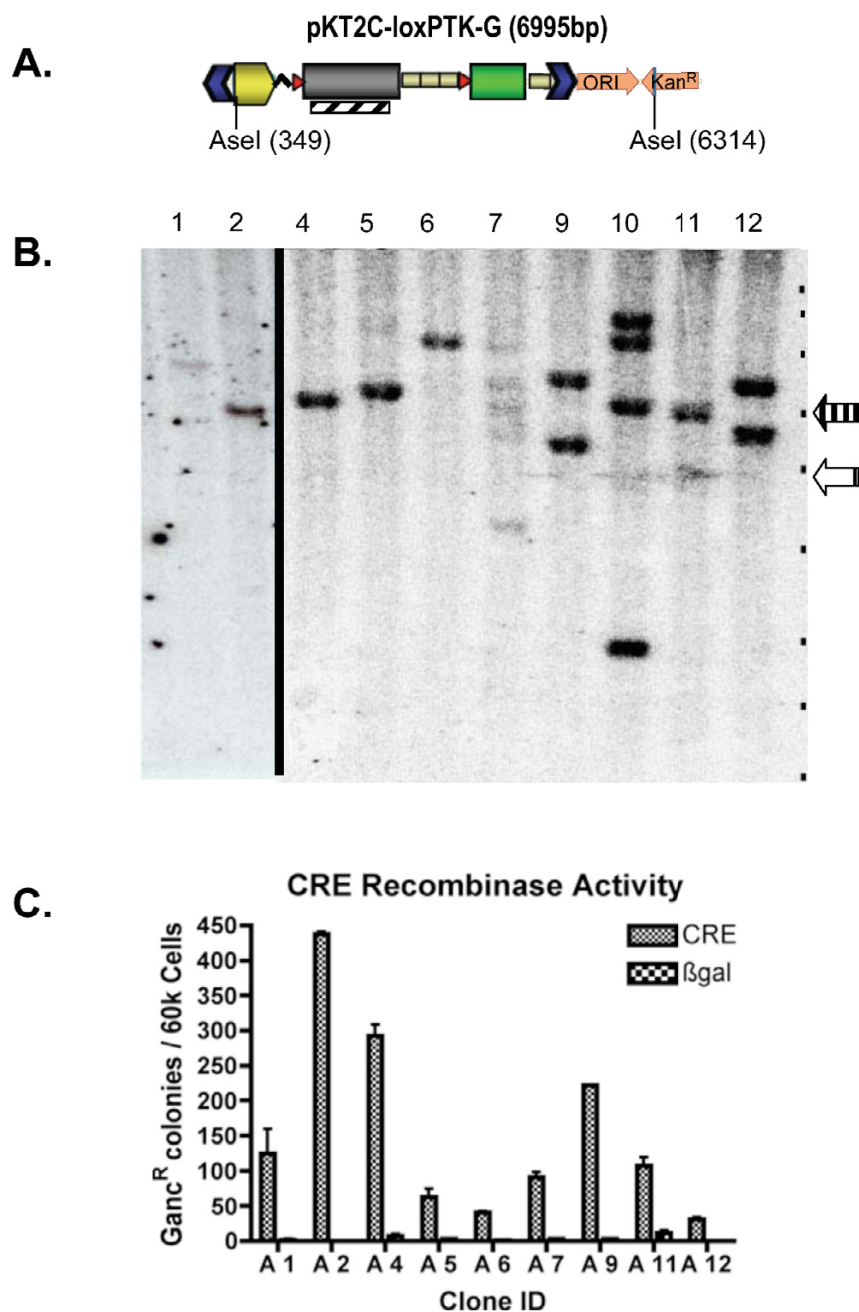 pKT2C-loxPTK-G (6995bp)
A.
ORI
Kan^R
AseI (349)
AseI (6314)
1 2 4 5 6 7 9 10 11 12
B.
C.
CRE Recombinase Activity
Ganc^R colonies / 60k Cells
450
400
350
300
250
200
150
100
50
0
CRE
ßgal
A 1 A 2 A 4 A 5 A 6 A 7 A 9 A 11 A 12
Clone ID